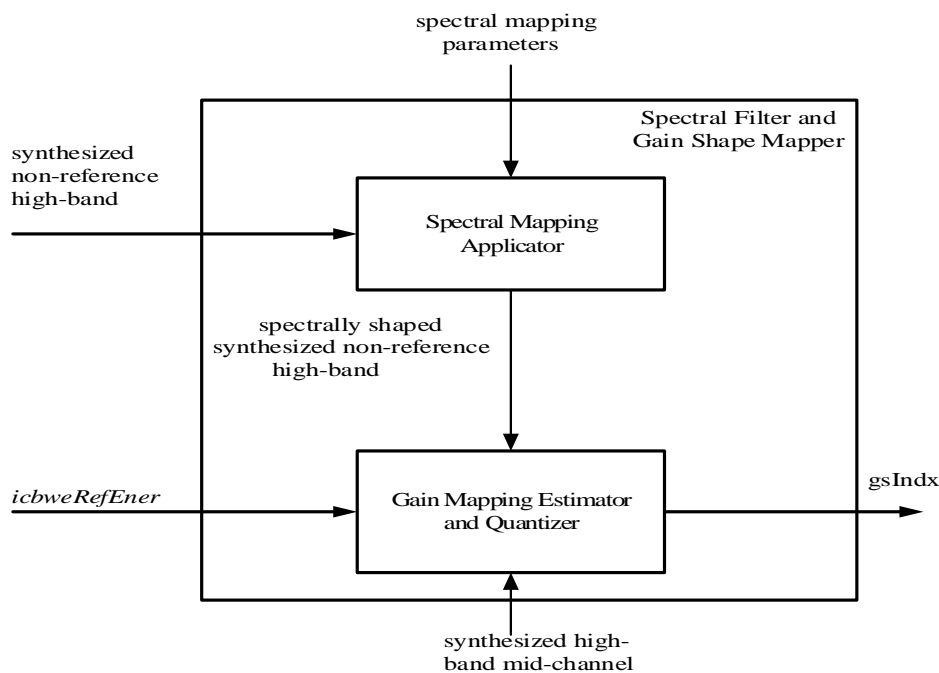 spectral mapping
parameters
Spectral Filter and
Gain Shape Mapper
synthesized
non-reference
high-band
Spectral Mapping
Applicator
spectrally shaped
synthesized non-reference
high-band
icbweRefEner
Gain Mapping Estimator
and Quantizer
gsIndx
synthesized high-
band mid-channel